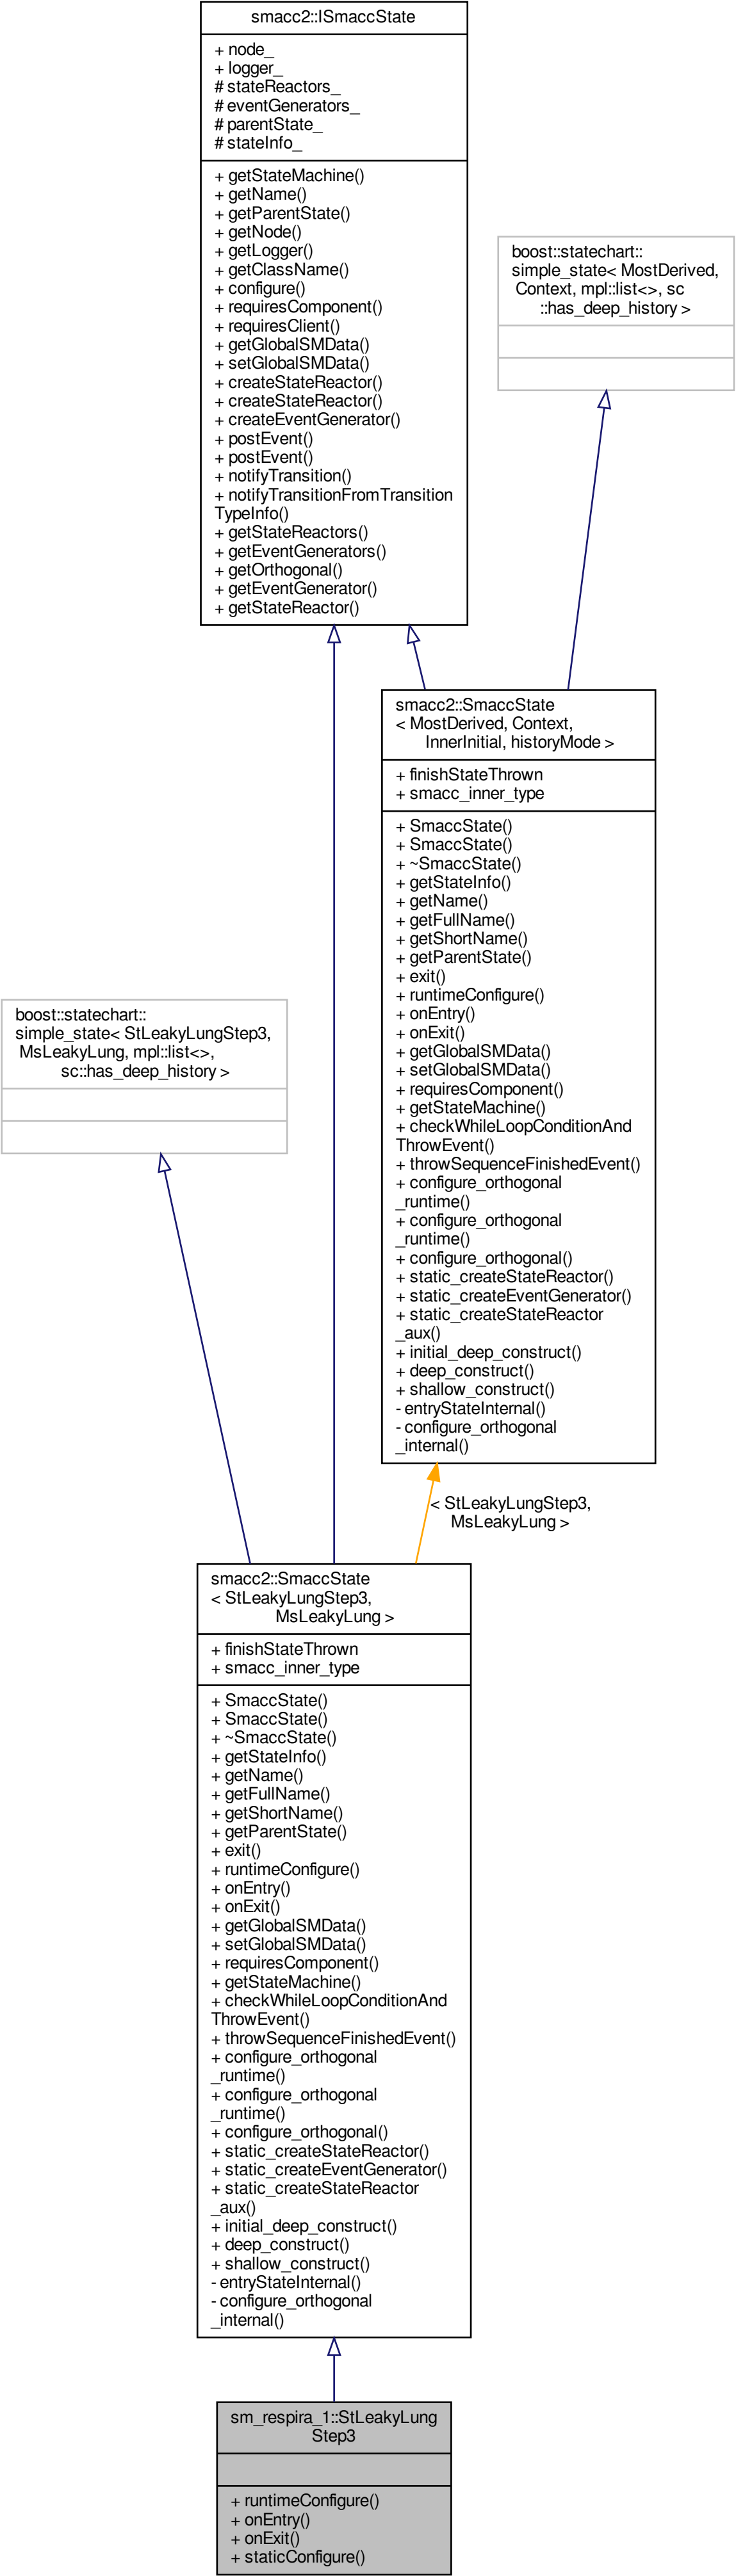 smacc2::ISmaccState
+ node_
+ logger_
# stateReactors_
# eventGenerators_
# parentState_
# stateInfo_
+ getStateMachine()
+ getName()
+ getParentState()
+ getNode()
+ getLogger()
+ getClassName()
+ configure()
+ requiresComponent()
+ requiresClient()
+ getGlobalSMData()
+ setGlobalSMData()
+ createStateReactor()
+ createStateReactor()
+ createEventGenerator()
+ postEvent()
+ postEvent()
+ notifyTransition()
+ notifyTransitionFromTransition
TypeInfo()
+ getStateReactors()
+ getEventGenerators()
+ getOrthogonal()
+ getEventGenerator()
+ getStateReactor()
boost::statechart::
simple_state< MostDerived,
Context, mpl::list<>, sc
::has_deep_history >
smacc2::SmaccState
< MostDerived, Context,
InnerInitial, historyMode >
+ finishStateThrown
+ smacc_inner_type
+ SmaccState()
+ SmaccState()
+ ~SmaccState()
+ getStateInfo()
+ getName()
+ getFullName()
+ getShortName()
+ getParentState()
+ exit()
+ runtimeConfigure()
+ onEntry()
+ onExit()
+ getGlobalSMData()
+ setGlobalSMData()
+ requiresComponent()
+ getStateMachine()
+ checkWhileLoopConditionAnd
ThrowEvent()
+ throwSequenceFinishedEvent()
+ configure_orthogonal
_runtime()
+ configure_orthogonal
_runtime()
+ configure_orthogonal()
+ static_createStateReactor()
+ static_createEventGenerator()
+ static_createStateReactor
_aux()
+ initial_deep_construct()
+ deep_construct()
+ shallow_construct()
- entryStateInternal()
- configure_orthogonal
_internal()
boost::statechart::
simple_state< StLeakyLungStep3,
MsLeakyLung, mpl::list<>,
sc::has_deep_history >
< StLeakyLungStep3,
MsLeakyLung >
smacc2::SmaccState
< StLeakyLungStep3,
MsLeakyLung >
+ finishStateThrown
+ smacc_inner_type
+ SmaccState()
+ SmaccState()
+ ~SmaccState()
+ getStateInfo()
+ getName()
+ getFullName()
+ getShortName()
+ getParentState()
+ exit()
+ runtimeConfigure()
+ onEntry()
+ onExit()
+ getGlobalSMData()
+ setGlobalSMData()
+ requiresComponent()
+ getStateMachine()
+ checkWhileLoopConditionAnd
ThrowEvent()
+ throwSequenceFinishedEvent()
+ configure_orthogonal
_runtime()
+ configure_orthogonal
_runtime()
+ configure_orthogonal()
+ static_createStateReactor()
+ static_createEventGenerator()
+ static_createStateReactor
_aux()
+ initial_deep_construct()
+ deep_construct()
+ shallow_construct()
- entryStateInternal()
- configure_orthogonal
_internal()
sm_respira_1::StLeakyLung
Step3
+ runtimeConfigure()
+ onEntry()
+ onExit()
+ staticConfigure()